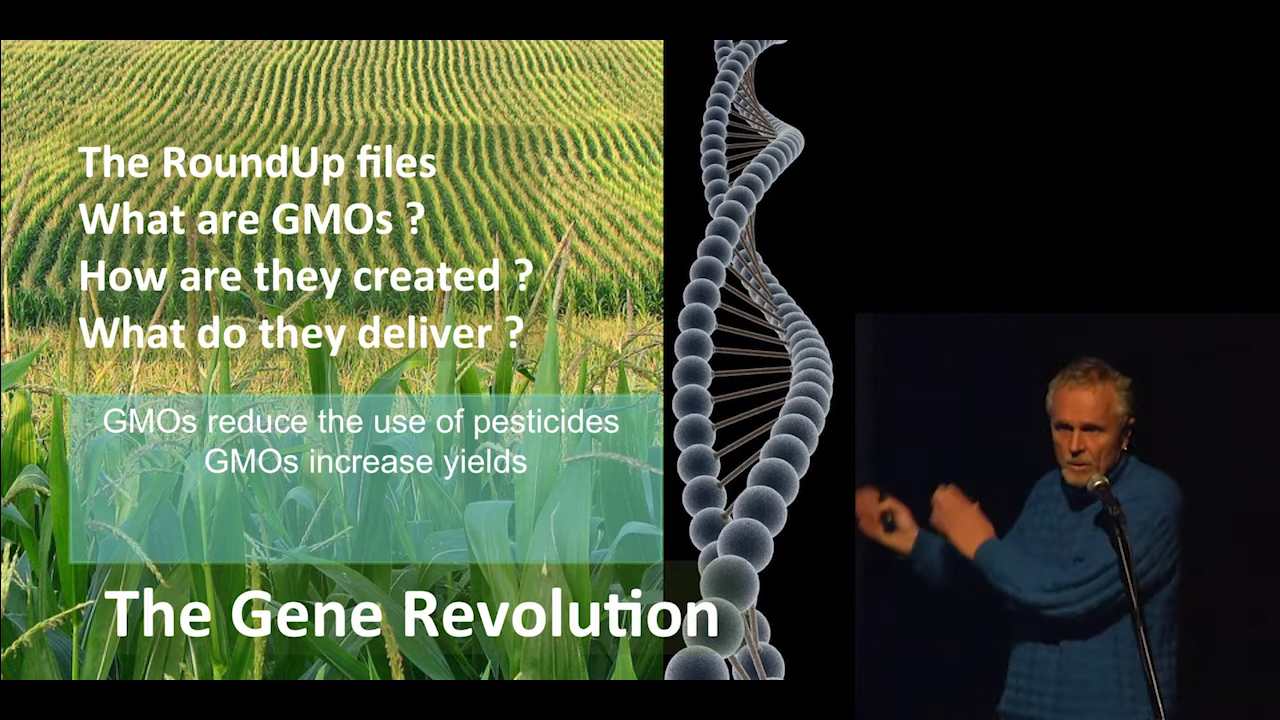 The RoundUp files
What are GMOs ?
How are they created ?
What do they deliver ?
GMOs reduce the use of pesticides
GMOs increase yields
The Gene Revolution